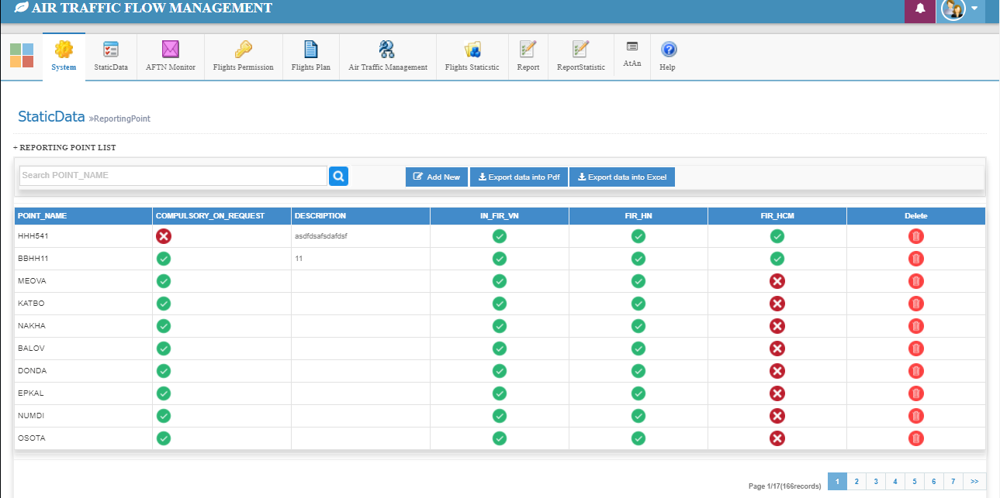 AIR TRAFFIC FLOW MANAGEMENT
System StaticData AFTN Monitor Flights Permission Flights Plan Air Traffic Management Flights Staticstic Report ReportStatistic AtAn Help
StaticData »ReportingPoint
+ REPORTING POINT LIST
Search POINT_NAME Add New Export data into Pdf Export data into Excel
POINT_NAME COMPULSORY_ON_REQUEST DESCRIPTION IN_FIR_VN FIR_HN FIR_HCM Delete
HHH541 asdfdsafsdafdsf
BBHH11 11
MEOVA
KATBO
NAKHA
BALOV
DONDA
EPKAL
NUMDI
OSOTA
Page 1/17(166records) 1 2 3 4 5 6 7 >>